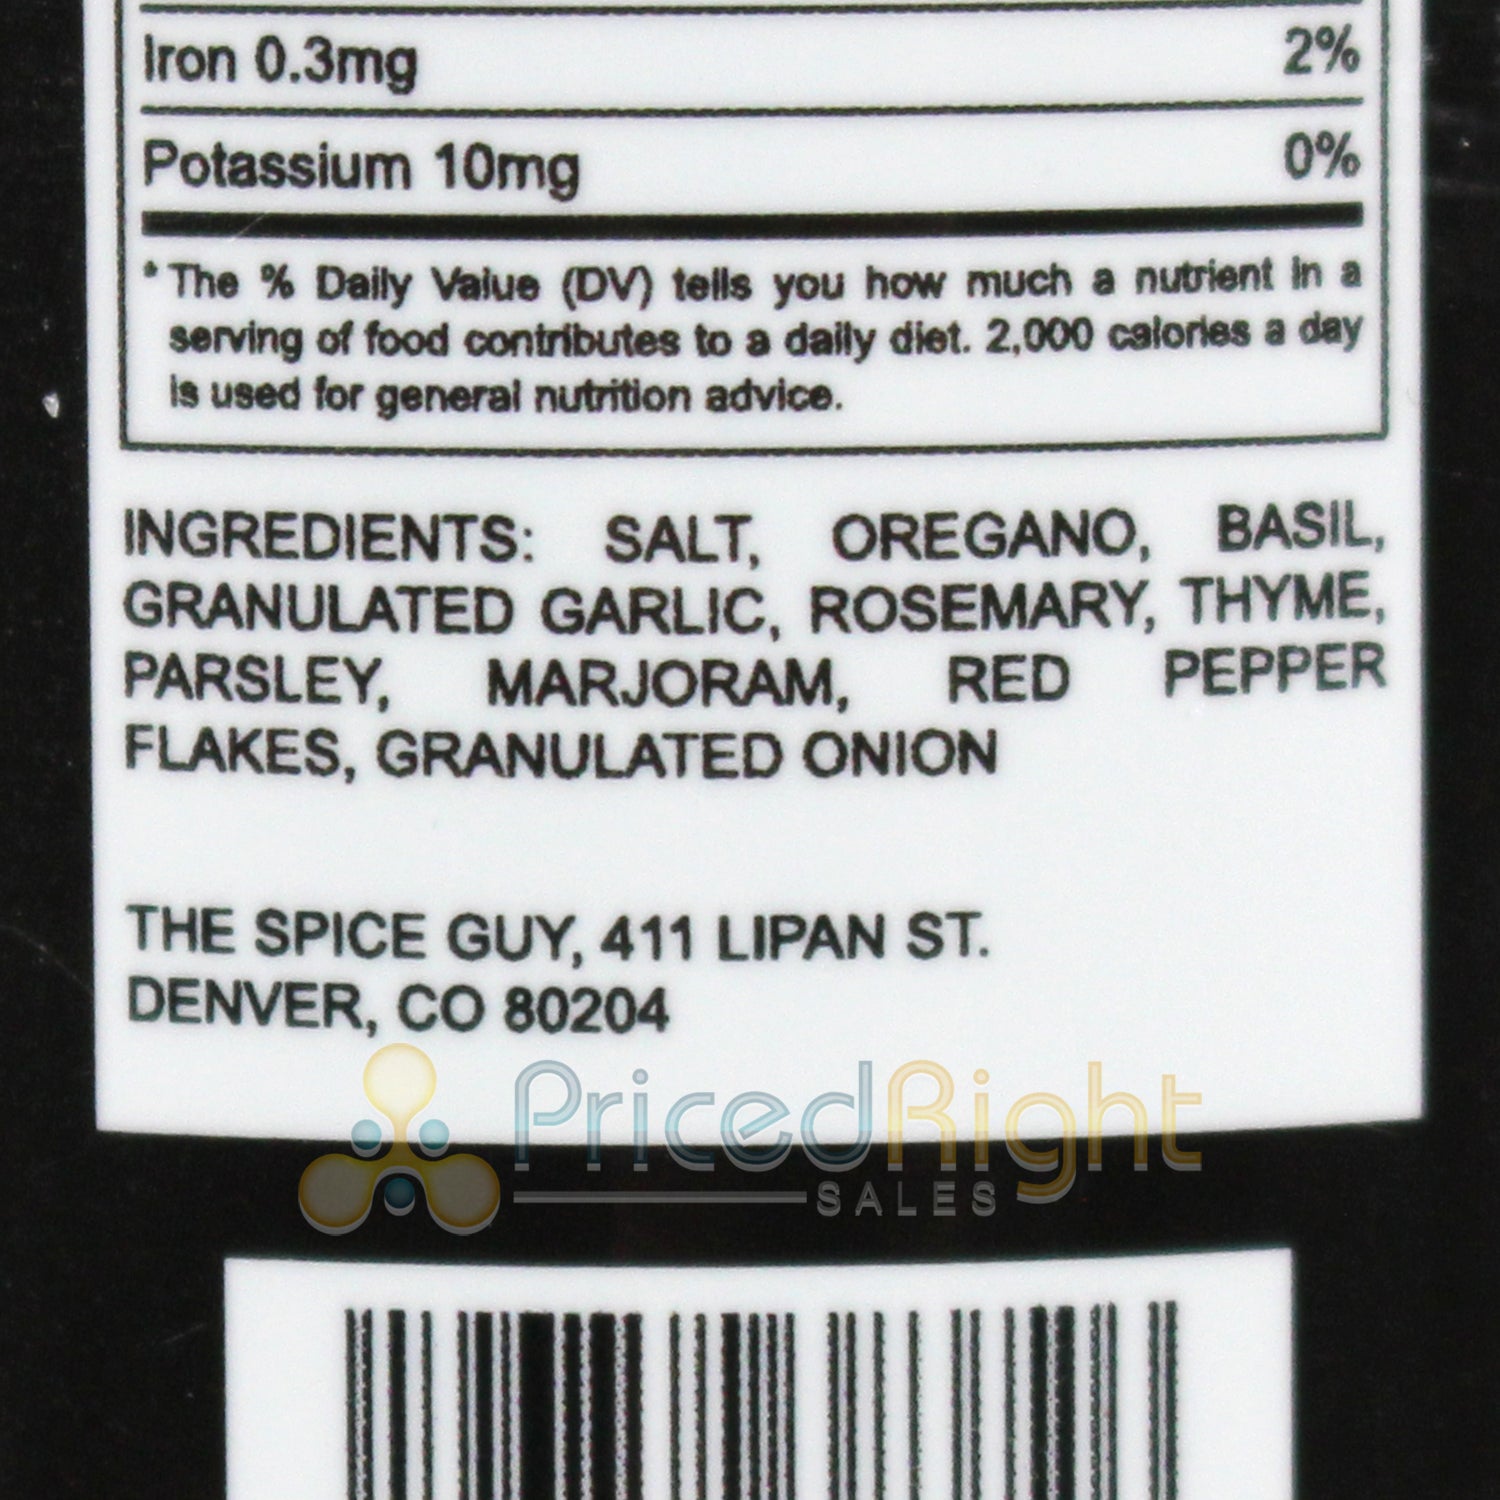 Iron 0.3mg 2%
Potassium 10mg 0%
* The % Daily Value (DV) tells you how much a nutrient in a
serving of food contributes to a daily diet. 2,000 calories a day
is used for general nutrition advice.
INGREDIENTS: SALT, OREGANO, BASIL,
GRANULATED GARLIC, ROSEMARY, THYME,
PARSLEY, MARJORAM, RED PEPPER
FLAKES, GRANULATED ONION
THE SPICE GUY, 411 LIPAN ST.
DENVER, CO 80204
PricedRight
SALES